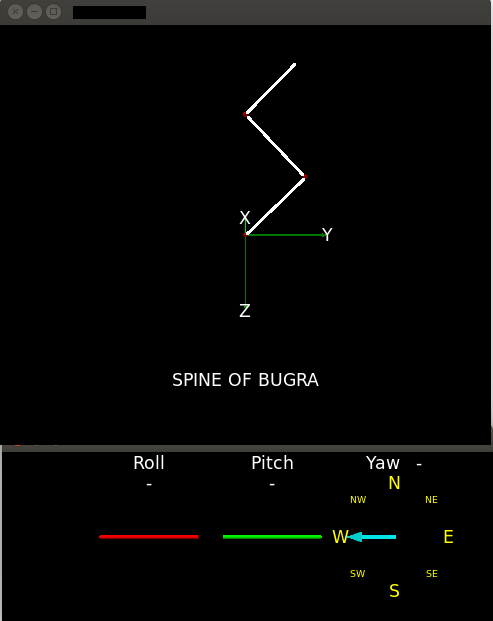 X
Y
Z
SPINE OF BUGRA
Roll Pitch Yaw -
- - N
NW NE
W E
SW SE
S